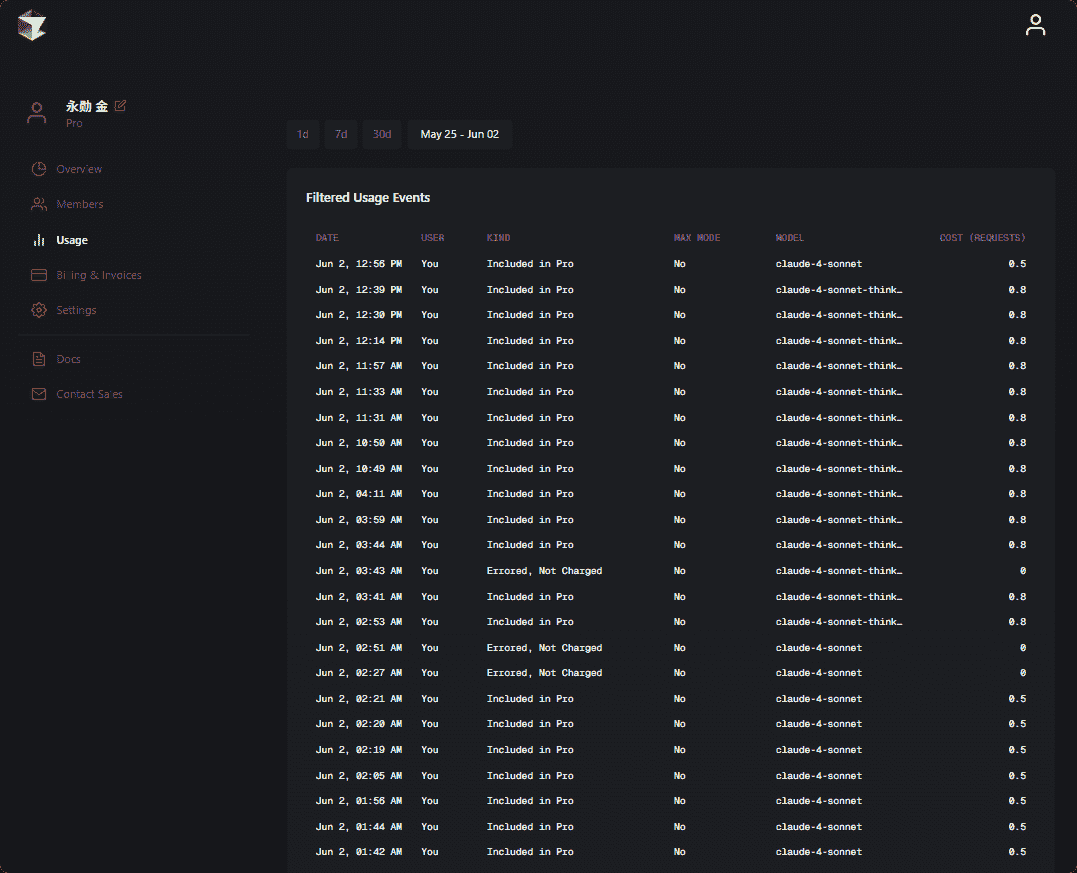 永勛 金
Pro
Overview
Members
Usage
Billing & Invoices
Settings
Docs
Contact Sales
1d 7d 30d May 25 - Jun 02
Filtered Usage Events
DATE USER KIND MAX MODE MODEL COST (REQUESTS)
Jun 2, 12:56 PM You Included in Pro No claude-4-sonnet 0.5
Jun 2, 12:39 PM You Included in Pro No claude-4-sonnet-think… 0.8
Jun 2, 12:30 PM You Included in Pro No claude-4-sonnet-think… 0.8
Jun 2, 12:14 PM You Included in Pro No claude-4-sonnet-think… 0.8
Jun 2, 11:57 AM You Included in Pro No claude-4-sonnet-think… 0.8
Jun 2, 11:33 AM You Included in Pro No claude-4-sonnet-think… 0.8
Jun 2, 11:31 AM You Included in Pro No claude-4-sonnet-think… 0.8
Jun 2, 10:50 AM You Included in Pro No claude-4-sonnet-think… 0.8
Jun 2, 10:49 AM You Included in Pro No claude-4-sonnet-think… 0.8
Jun 2, 04:11 AM You Included in Pro No claude-4-sonnet-think… 0.8
Jun 2, 03:59 AM You Included in Pro No claude-4-sonnet-think… 0.8
Jun 2, 03:44 AM You Included in Pro No claude-4-sonnet-think… 0.8
Jun 2, 03:43 AM You Errored, Not Charged No claude-4-sonnet-think… 0
Jun 2, 03:41 AM You Included in Pro No claude-4-sonnet-think… 0.8
Jun 2, 02:53 AM You Included in Pro No claude-4-sonnet-think… 0.8
Jun 2, 02:51 AM You Errored, Not Charged No claude-4-sonnet 0
Jun 2, 02:27 AM You Errored, Not Charged No claude-4-sonnet 0
Jun 2, 02:21 AM You Included in Pro No claude-4-sonnet 0.5
Jun 2, 02:20 AM You Included in Pro No claude-4-sonnet 0.5
Jun 2, 02:19 AM You Included in Pro No claude-4-sonnet 0.5
Jun 2, 02:05 AM You Included in Pro No claude-4-sonnet 0.5
Jun 2, 01:56 AM You Included in Pro No claude-4-sonnet 0.5
Jun 2, 01:44 AM You Included in Pro No claude-4-sonnet 0.5
Jun 2, 01:42 AM You Included in Pro No claude-4-sonnet 0.5